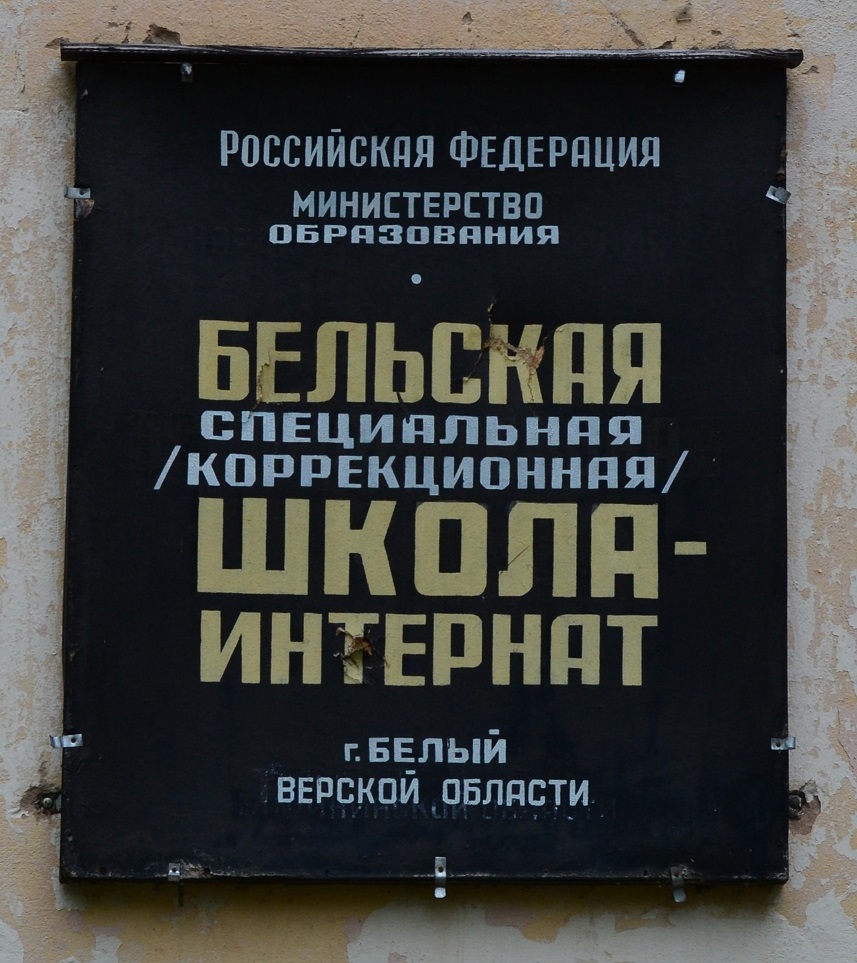 Российская Федерация
МИНИСТЕРСТВО
ОБРАЗОВАНИЯ
БЕЛЬСКАЯ
СПЕЦИАЛЬНАЯ
/КОРРЕКЦИОННАЯ/
ШКОЛА-
ИНТЕРНАТ
г. БЕЛЫЙ
ВЕРСКОЙ ОБЛАСТИ